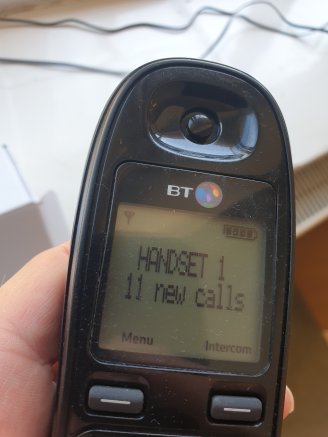 BT
HANDSET 1
11 new calls
Menu Intercom